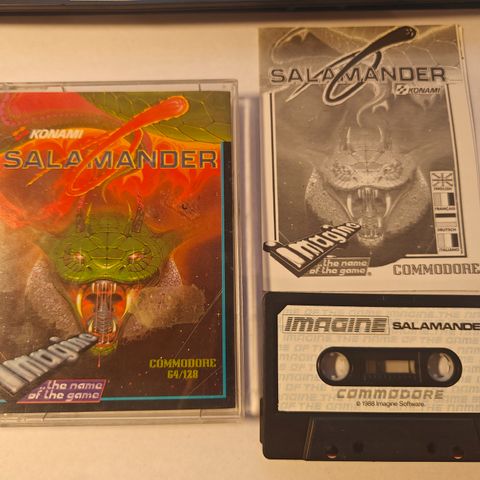 KONAMI
SALAMANDER
imagine
...the name
of the game
COMMODORE
64/128
SALAMANDER
KONAMI
imagine
...the name
of the game
ENGLISH
FRANÇAIS
DEUTSCH
ITALIANO
COMMODORE
IMAGINE SALAMANDE
COMMODORE
© 1988 Imagine Software.